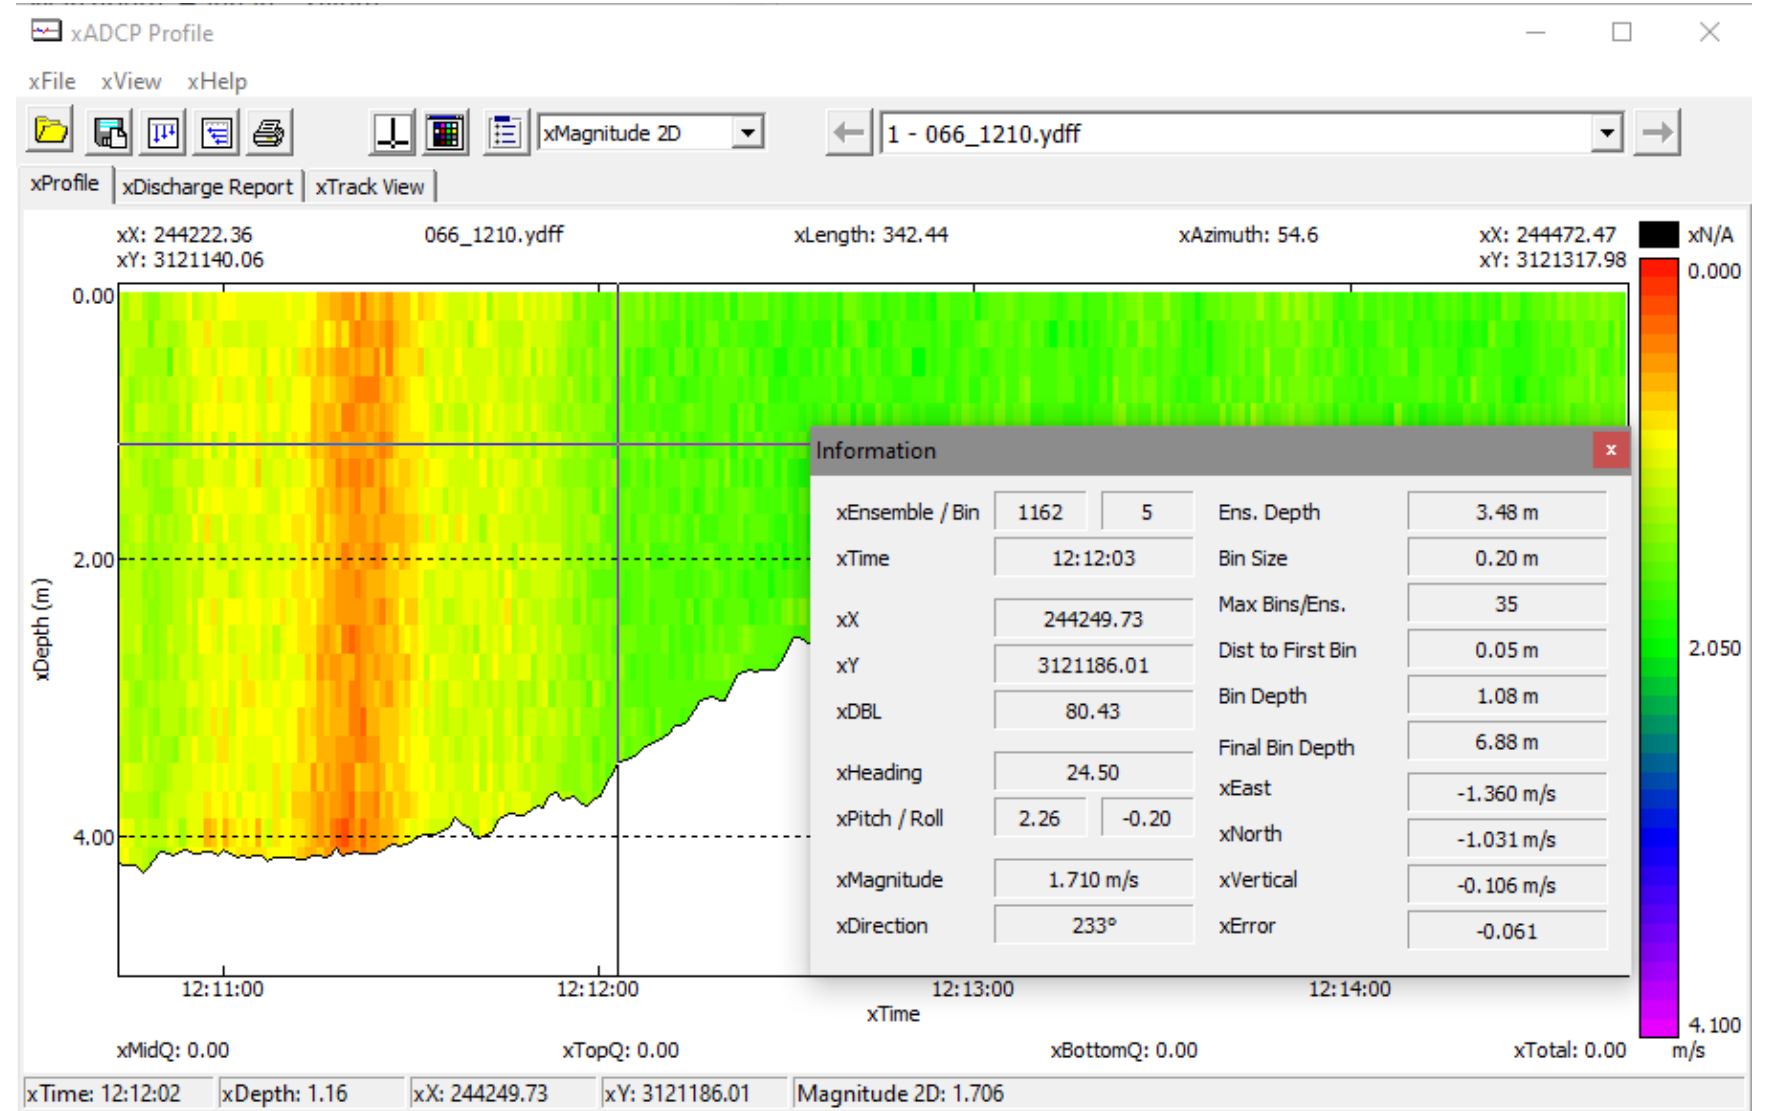 xADCP Profile
xFile xView xHelp
xMagnitude 2D
1 - 066_1210.ydff
xProfile xDischarge Report xTrack View
xX: 244222.36 066_1210.ydff xLength: 342.44 xAzimuth: 54.6 xX: 244472.47 xN/A
xY: 3121140.06 xY: 3121317.98
0.000
0.00
2.00
4.00
xDepth (m)
Information
x
xEnsemble / Bin 1162 5 Ens. Depth 3.48 m
xTime 12:12:03 Bin Size 0.20 m
Max Bins/Ens. 35
xX 244249.73
Dist to First Bin 0.05 m
xY 3121186.01
Bin Depth 1.08 m
xDBL 80.43
Final Bin Depth 6.88 m
xHeading 24.50
xEast -1.360 m/s
xPitch / Roll 2.26 -0.20
xNorth -1.031 m/s
xMagnitude 1.710 m/s xVertical -0.106 m/s
xDirection 233° xError -0.061
2.050
12:11:00 12:12:00 12:13:00 12:14:00
xTime
4.100
m/s
xMidQ: 0.00 xTopQ: 0.00 xBottomQ: 0.00 xTotal: 0.00
xTime: 12:12:02 xDepth: 1.16 xX: 244249.73 xY: 3121186.01 Magnitude 2D: 1.706